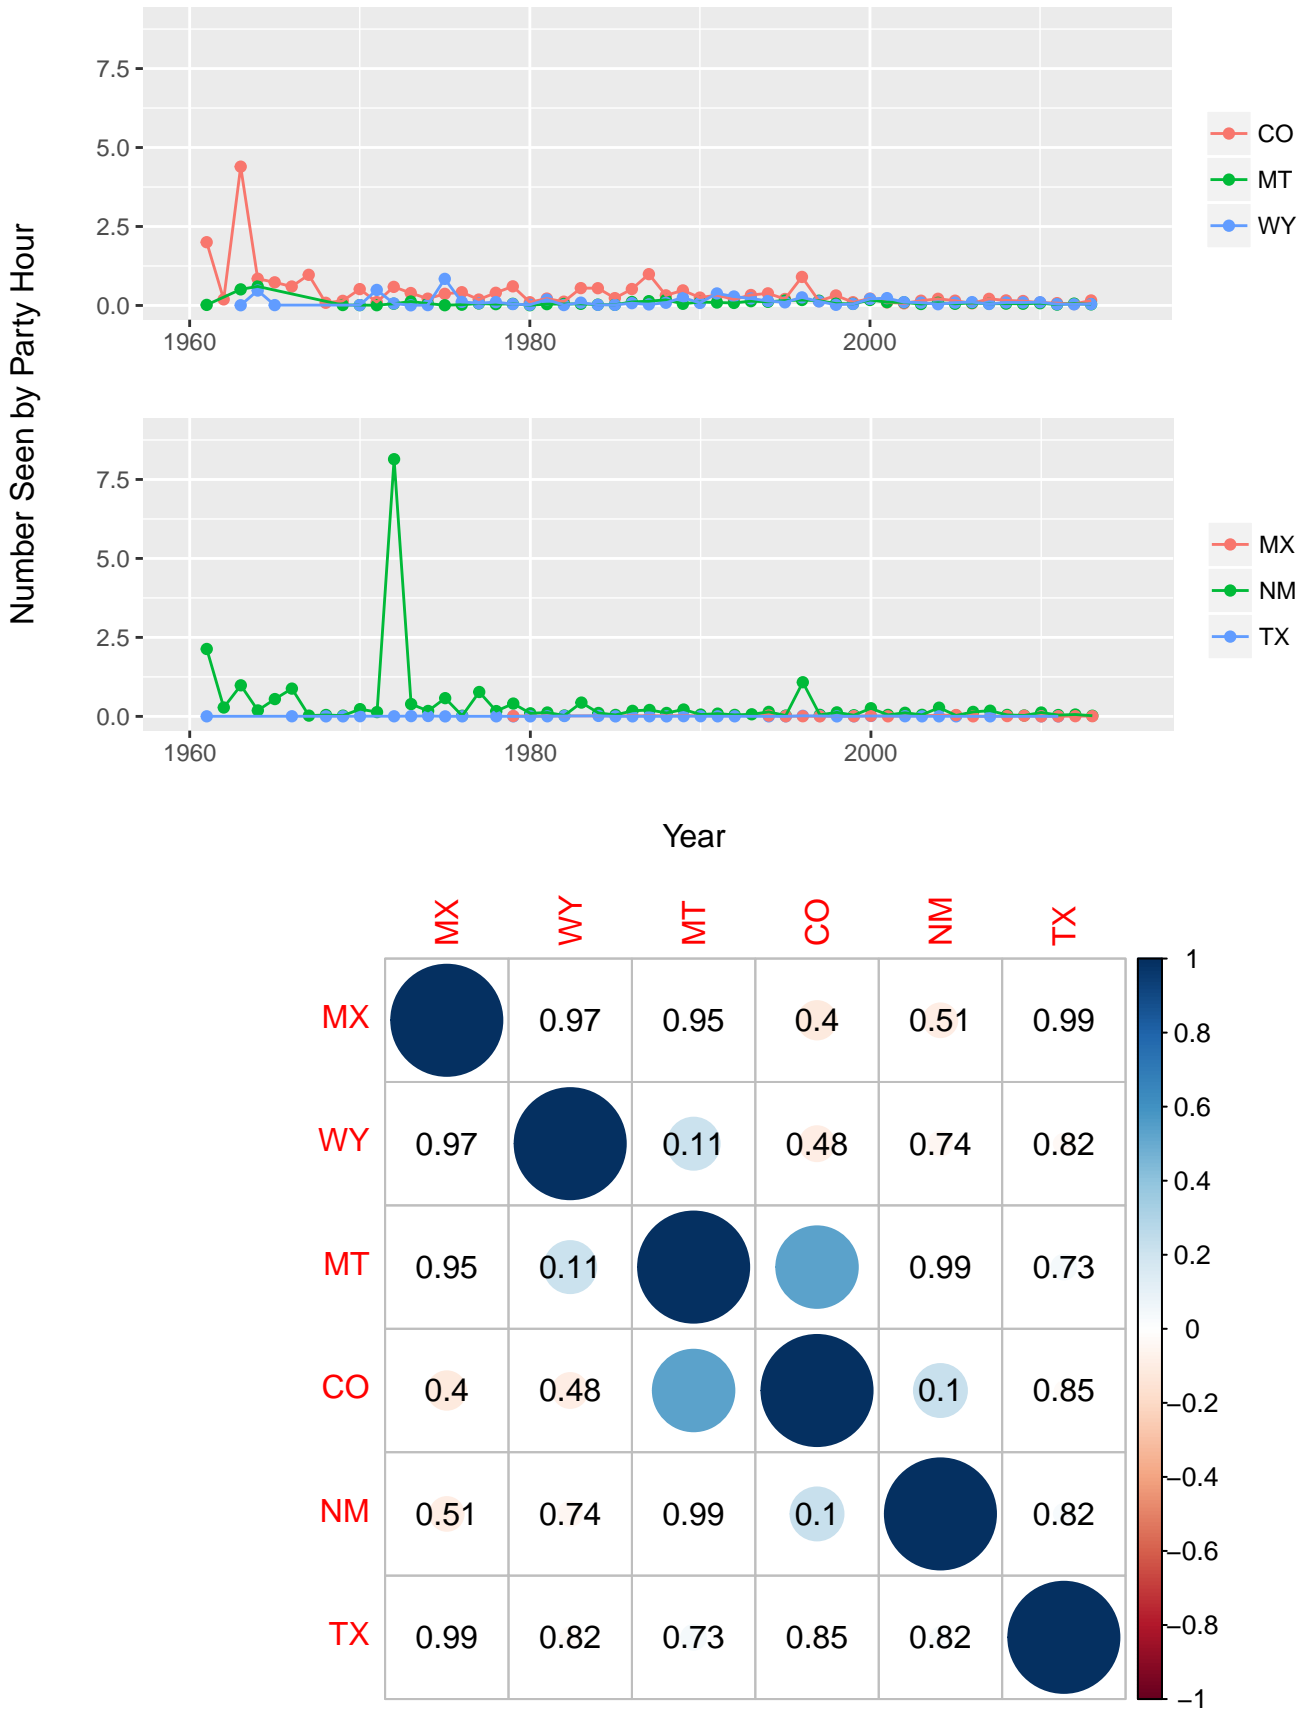 Number Seen by Party Hour
7.5
5.0
2.5
0.0
1960 1980 2000
CO
MT
WY
7.5
5.0
2.5
0.0
1960 1980 2000
MX
NM
TX
Year
MX WY MT CO NM TX
MX 0.97 0.95 0.4 0.51 0.99
WY 0.97 0.11 0.48 0.74 0.82
MT 0.95 0.11 0.99 0.73
CO 0.4 0.48 0.1 0.85
NM 0.51 0.74 0.99 0.1 0.82
TX 0.99 0.82 0.73 0.85 0.82
1
0.8
0.6
0.4
0.2
0
−0.2
−0.4
−0.6
−0.8
−1